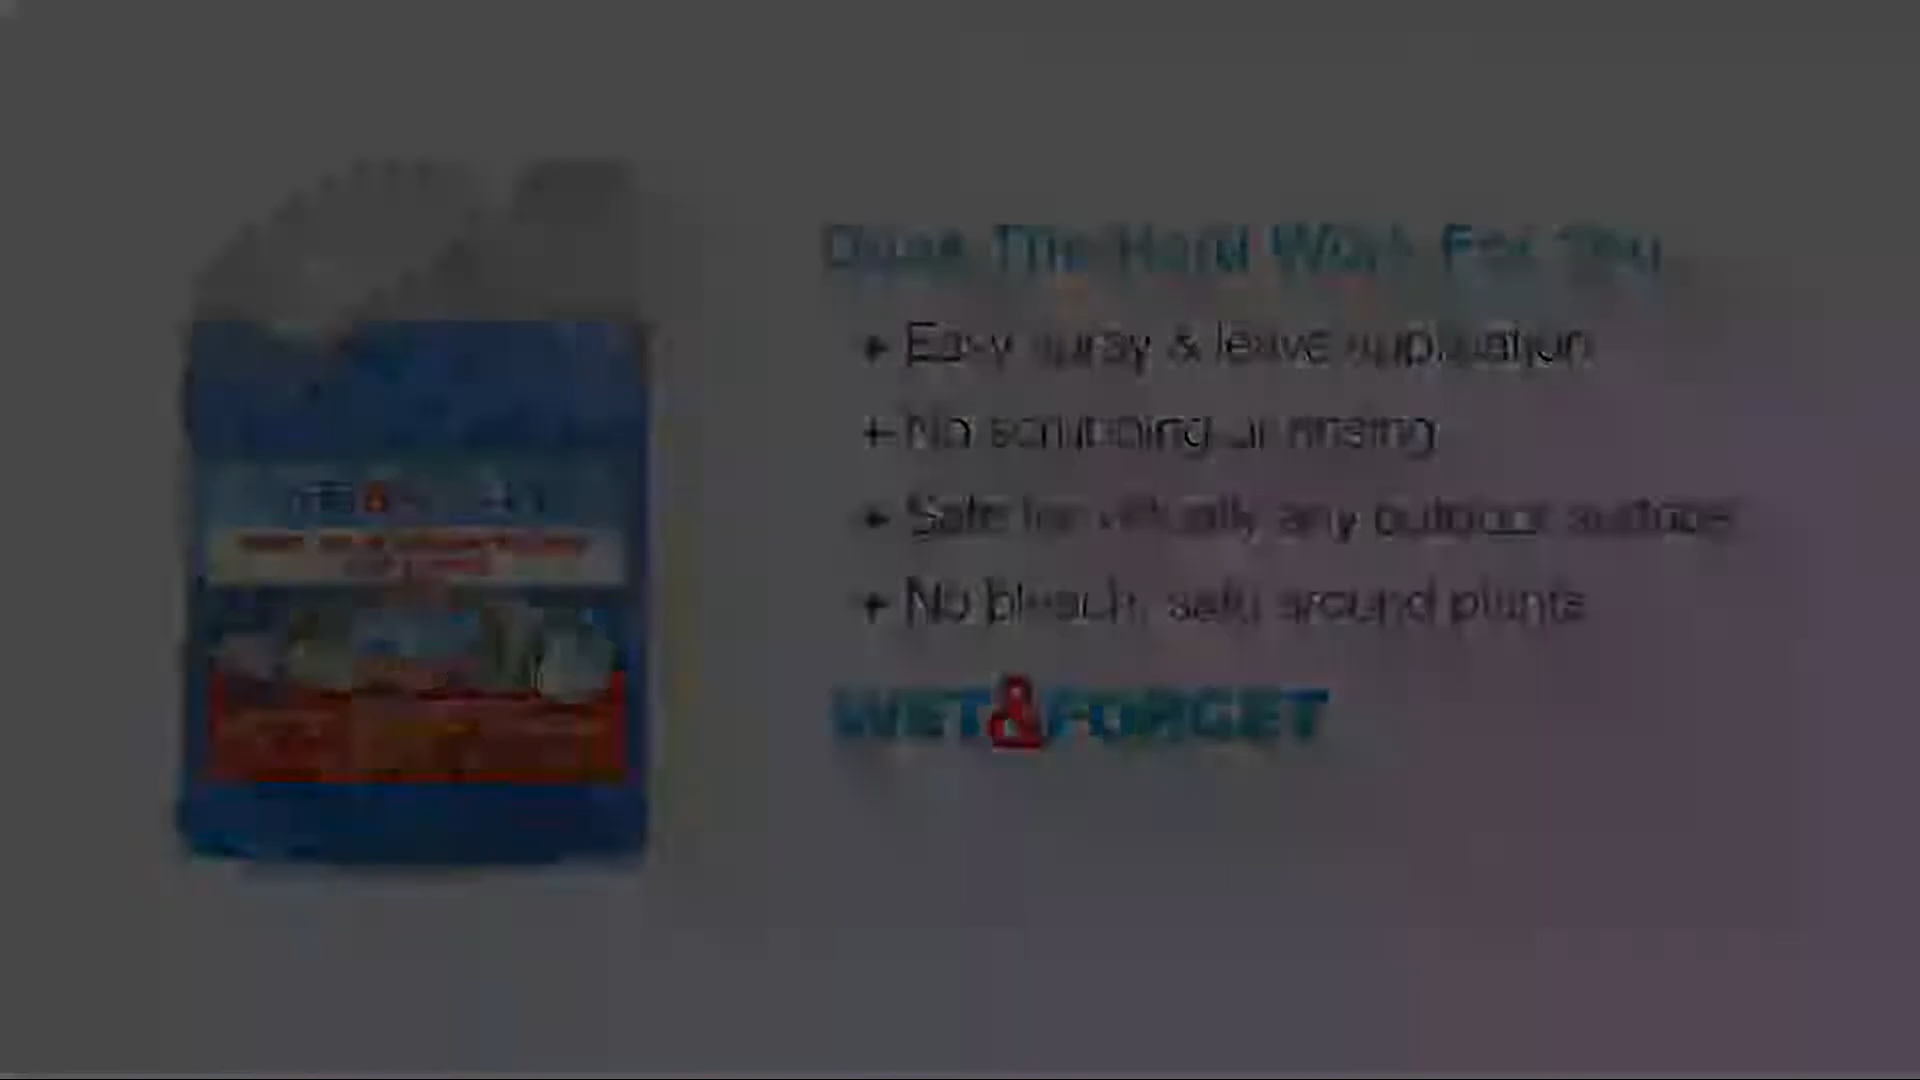 Does The Hard Work For You
+ Easy spray & leave application
+ No scrubbing or rinsing
+ Safe for virtually any outdoor surface
+ No bleach, safe around plants
WET&FORGET